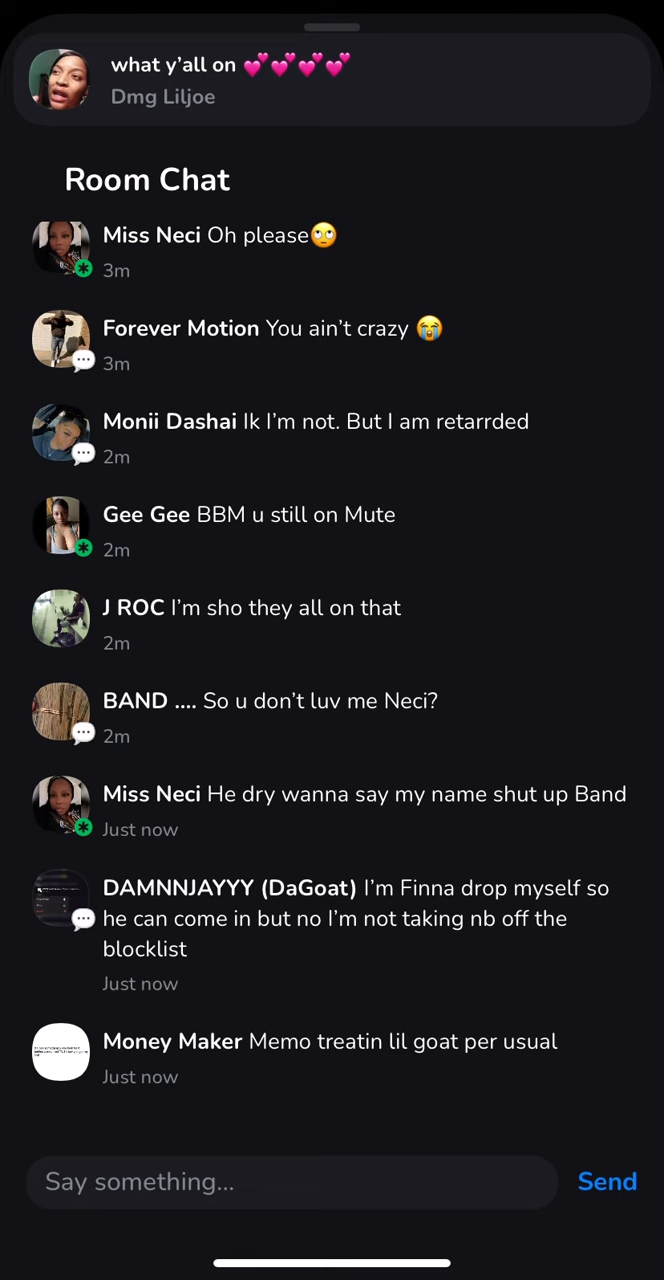 what y’all on 💕💕💕💕
Dmg Liljoe
Room Chat
Miss Neci Oh please🙄
3m
Forever Motion You ain’t crazy 😭
3m
Monii Dashai Ik I’m not. But I am retarrded
2m
Gee Gee BBM u still on Mute
2m
J ROC I’m sho they all on that
2m
BAND .... So u don’t luv me Neci?
2m
Miss Neci He dry wanna say my name shut up Band
Just now
DAMNNJAYYY (DaGoat) I’m Finna drop myself so
he can come in but no I’m not taking nb off the
blocklist
Just now
Money Maker Memo treatin lil goat per usual
Just now
Say something...
Send